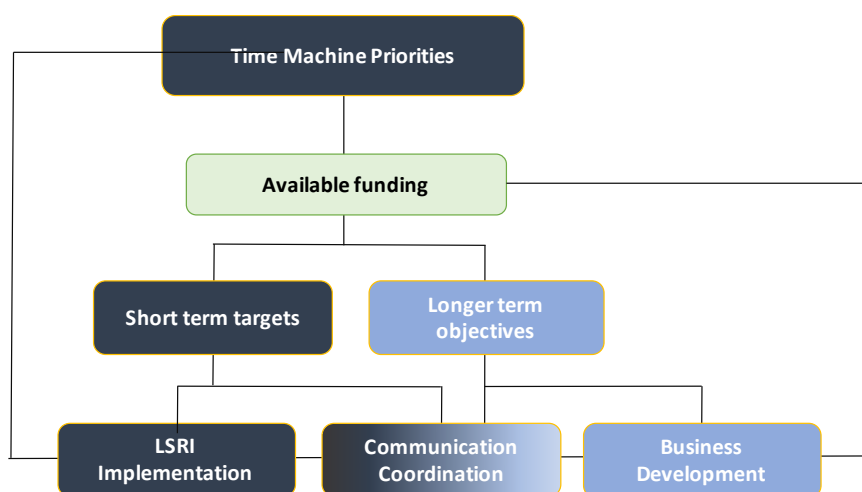 Time Machine Priorities
Available funding
Short term targets
Longer term
objectives
LSRI
Implementation
Communication
Coordination
Business
Development